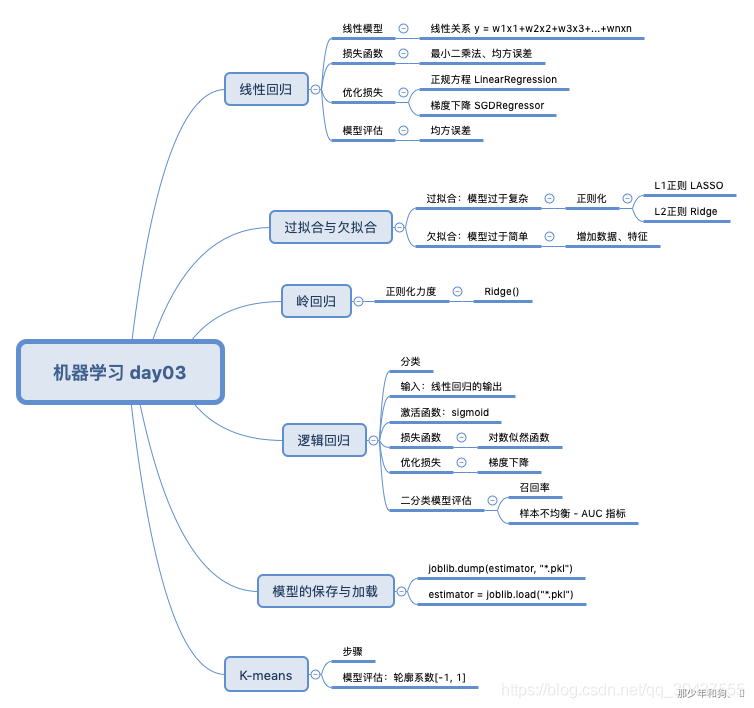 机器学习 day03
线性回归
线性模型
线性关系 y = w1x1+w2x2+w3x3+...+wnxn
损失函数
最小二乘法、均方误差
优化损失
正规方程 LinearRegression
梯度下降 SGDRegressor
模型评估
均方误差
过拟合与欠拟合
过拟合：模型过于复杂
正则化
L1正则 LASSO
L2正则 Ridge
欠拟合：模型过于简单
增加数据、特征
岭回归
正则化力度
Ridge()
逻辑回归
分类
输入：线性回归的输出
激活函数：sigmoid
损失函数
对数似然函数
优化损失
梯度下降
二分类模型评估
召回率
样本不均衡 - AUC 指标
模型的保存与加载
joblib.dump(estimator, "*.pkl")
estimator = joblib.load("*.pkl")
K-means
步骤
模型评估：轮廓系数[-1, 1]
那少年和狗、